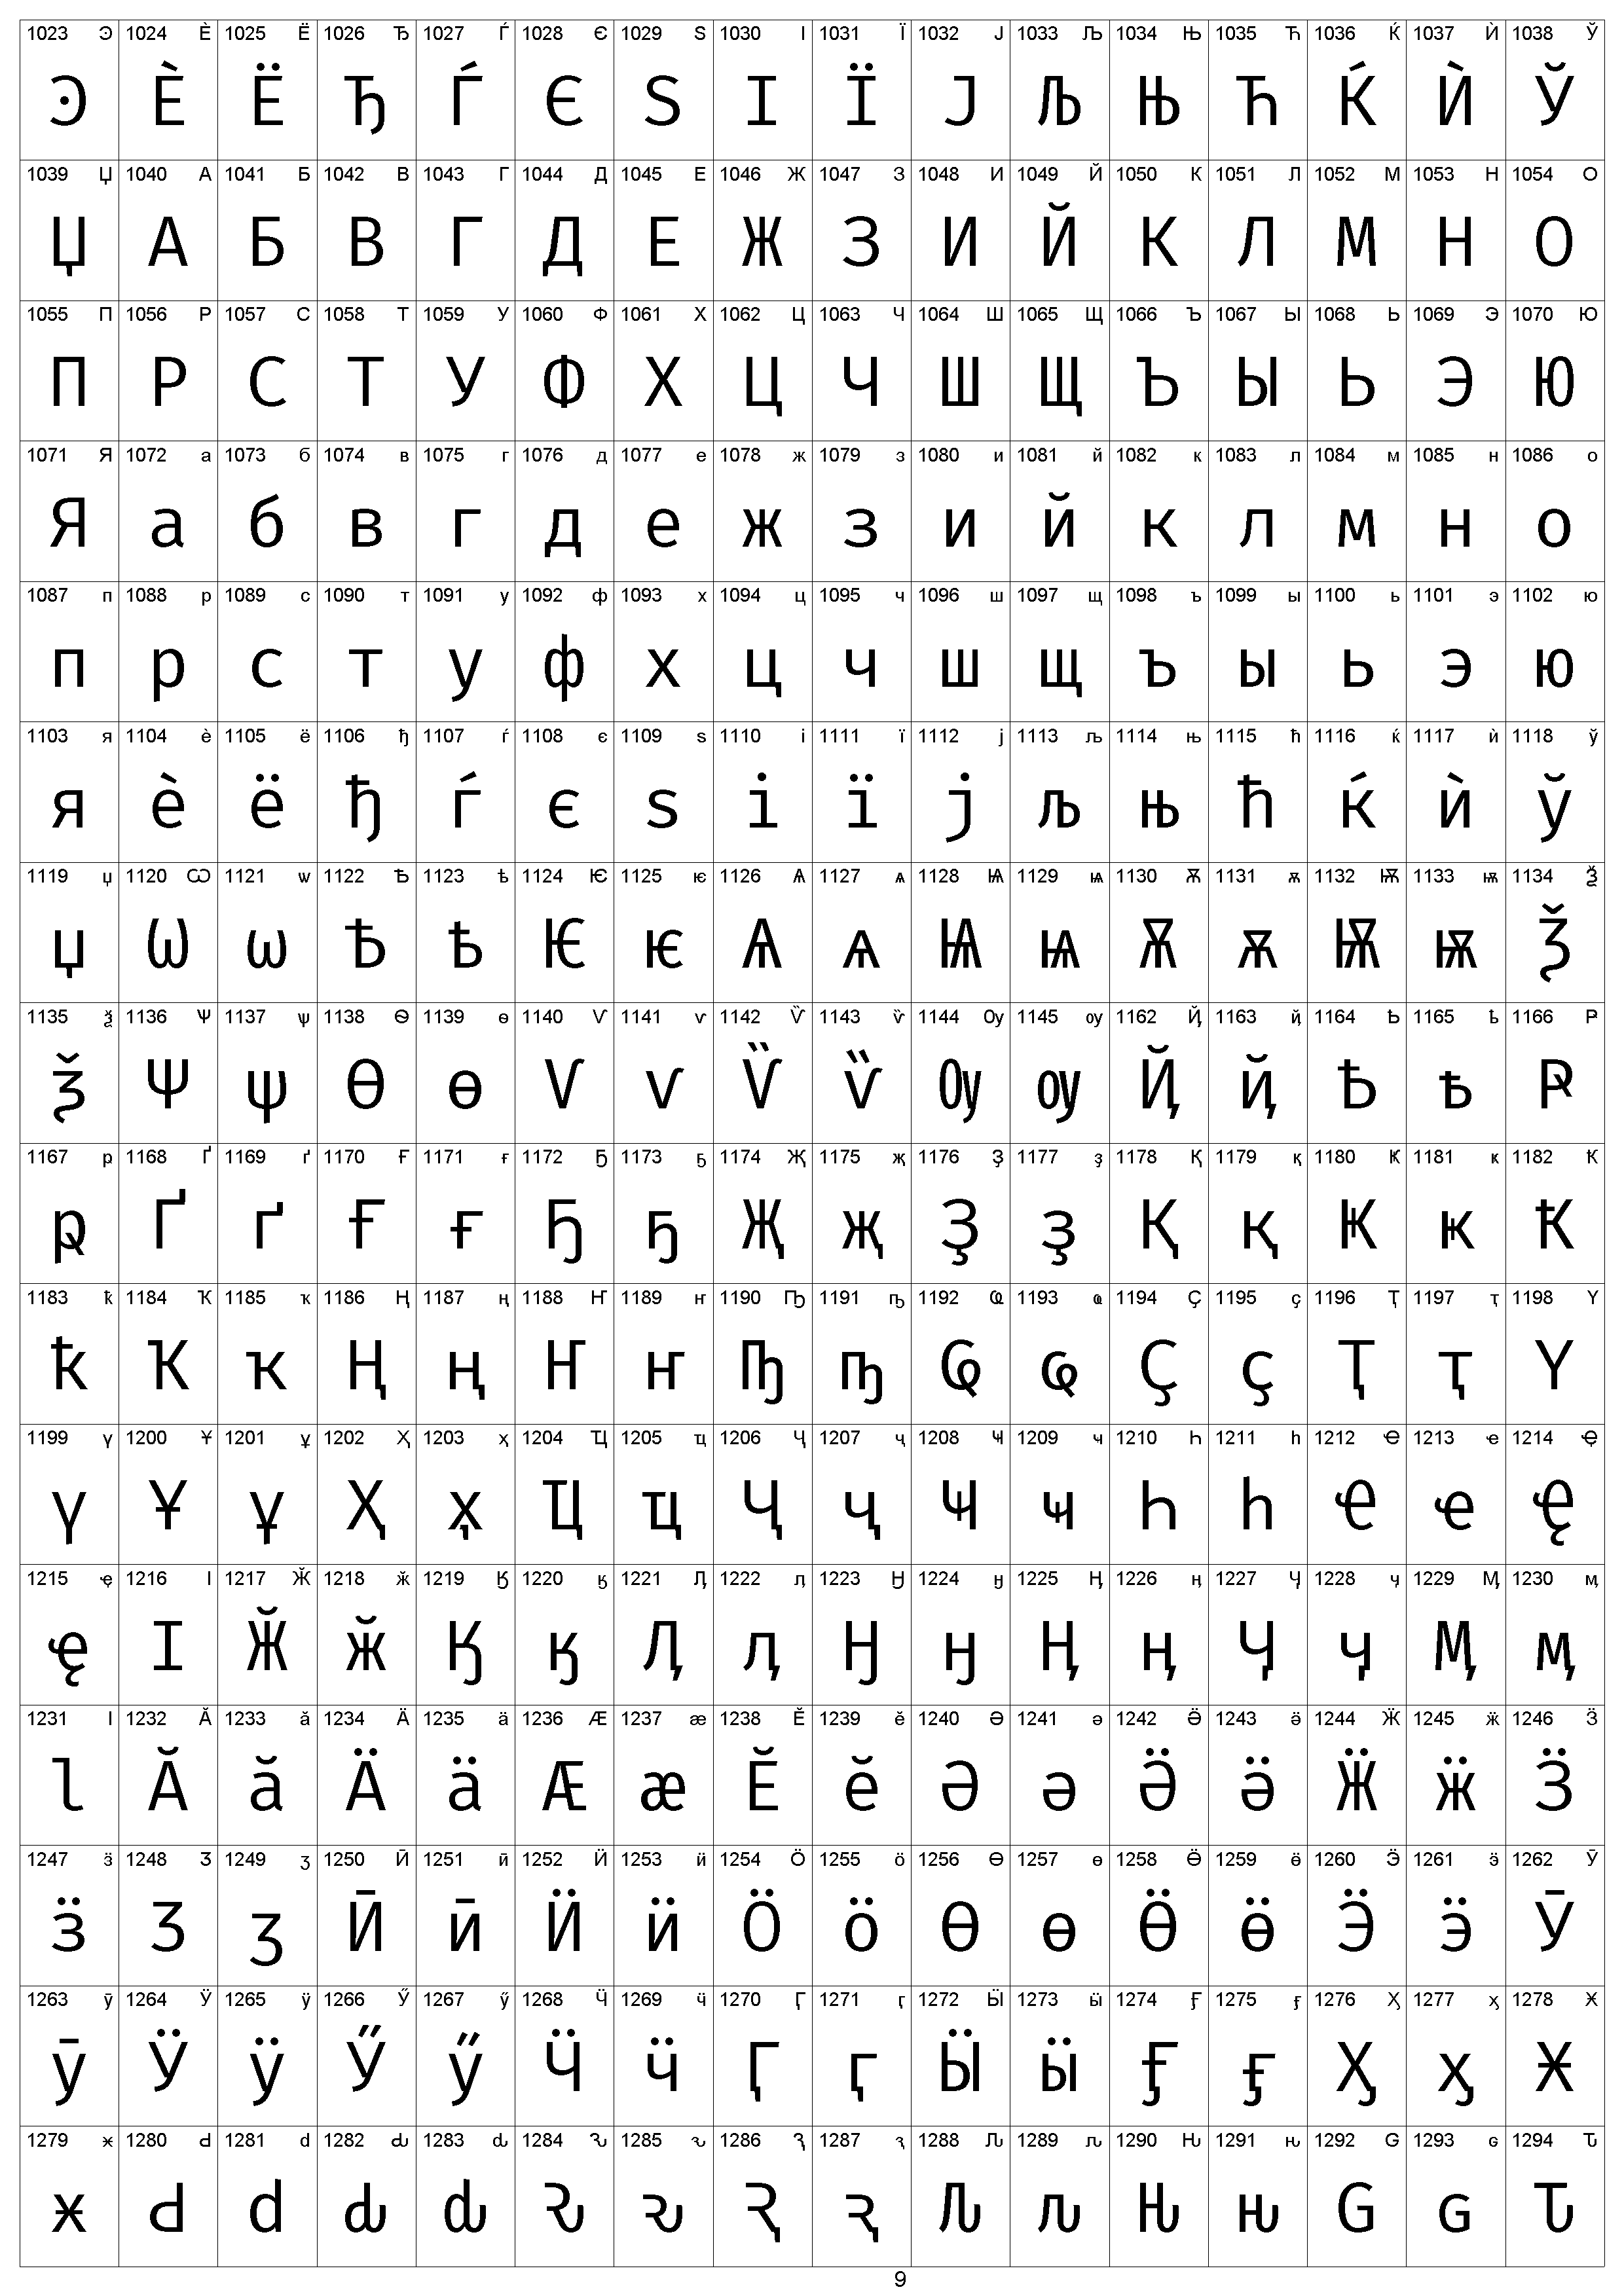 1023 Э 1024 Ѐ 1025 Ё 1026 Ђ 1027 Ѓ 1028 Є 1029 Ѕ 1030 І 1031 Ї 1032 Ј 1033 Љ 1034 Њ 1035 Ћ 1036 Ќ 1037 Ѝ 1038 Ў
Ͽ Ѐ Ё Ђ Ѓ Є Ѕ І Ї Ј Љ Њ Ћ Ќ Ѝ Ў
1039 Џ 1040 А 1041 Б 1042 В 1043 Г 1044 Д 1045 Е 1046 Ж 1047 З 1048 И 1049 Й 1050 К 1051 Л 1052 М 1053 Н 1054 О
Џ А Б В Г Д Е Ж З И Й К Л М Н О
1055 П 1056 Р 1057 С 1058 Т 1059 У 1060 Ф 1061 Х 1062 Ц 1063 Ч 1064 Ш 1065 Щ 1066 Ъ 1067 Ы 1068 Ь 1069 Э 1070 Ю
П Р С Т У Ф Х Ц Ч Ш Щ Ъ Ы Ь Э Ю
1071 Я 1072 а 1073 б 1074 в 1075 г 1076 д 1077 е 1078 ж 1079 з 1080 и 1081 й 1082 к 1083 л 1084 м 1085 н 1086 о
Я а б в г д е ж з и й к л м н о
1087 п 1088 р 1089 с 1090 т 1091 у 1092 ф 1093 х 1094 ц 1095 ч 1096 ш 1097 щ 1098 ъ 1099 ы 1100 ь 1101 э 1102 ю
п р с т у ф х ц ч ш щ ъ ы ь э ю
1103 я 1104 ѐ 1105 ё 1106 ђ 1107 ѓ 1108 є 1109 ѕ 1110 і 1111 ї 1112 ј 1113 љ 1114 њ 1115 ћ 1116 ќ 1117 ѝ 1118 ў
я ѐ ё ђ ѓ є ѕ і ї ј љ њ ћ ќ ѝ ў
1119 џ 1120 Ѡ 1121 ѡ 1122 Ѣ 1123 ѣ 1124 Ѥ 1125 ѥ 1126 Ѧ 1127 ѧ 1128 Ѩ 1129 ѩ 1130 Ѫ 1131 ѫ 1132 Ѭ 1133 ѭ 1134 Ѯ
џ Ѡ ѡ Ѣ ѣ Ѥ ѥ Ѧ ѧ Ѩ ѩ Ѫ ѫ Ѭ ѭ Ѯ
1135 ѯ 1136 Ѱ 1137 ѱ 1138 Ѳ 1139 ѳ 1140 Ѵ 1141 ѵ 1142 Ѷ 1143 ѷ 1144 Ѹ 1145 ѹ 1162 Ҋ 1163 ҋ 1164 Ҍ 1165 ҍ 1166 Ҏ
ѯ Ѱ ѱ Ѳ ѳ Ѵ ѵ Ѷ ѷ Ѹ ѹ Ҋ ҋ Ҍ ҍ Ҏ
1167 ҏ 1168 Ґ 1169 ґ 1170 Ғ 1171 ғ 1172 Ҕ 1173 ҕ 1174 Җ 1175 җ 1176 Ҙ 1177 ҙ 1178 Қ 1179 қ 1180 Ҝ 1181 ҝ 1182 Ҟ
ҏ Ґ ґ Ғ ғ Ҕ ҕ Җ җ Ҙ ҙ Қ қ Ҝ ҝ Ҟ
1183 ҟ 1184 Ҡ 1185 ҡ 1186 Ң 1187 ң 1188 Ҥ 1189 ҥ 1190 Ҧ 1191 ҧ 1192 Ҩ 1193 ҩ 1194 Ҫ 1195 ҫ 1196 Ҭ 1197 ҭ 1198 Ү
ҟ Ҡ ҡ Ң ң Ҥ ҥ Ҧ ҧ Ҩ ҩ Ҫ ҫ Ҭ ҭ Ү
1199 ү 1200 Ұ 1201 ұ 1202 Ҳ 1203 ҳ 1204 Ҵ 1205 ҵ 1206 Ҷ 1207 ҷ 1208 Ҹ 1209 ҹ 1210 Һ 1211 һ 1212 Ҽ 1213 ҽ 1214 Ҿ
ү Ұ ұ Ҳ ҳ Ҵ ҵ Ҷ ҷ Ҹ ҹ Һ һ Ҽ ҽ Ҿ
1215 ҿ 1216 Ӏ 1217 Ӂ 1218 ӂ 1219 Ӄ 1220 ӄ 1221 Ӆ 1222 ӆ 1223 Ӈ 1224 ӈ 1225 Ӊ 1226 ӊ 1227 Ӌ 1228 ӌ 1229 Ӎ 1230 ӎ
ҿ Ӏ Ӂ ӂ Ӄ ӄ Ӆ ӆ Ӈ ӈ Ӊ ӊ Ӌ ӌ Ӎ ӎ
1231 ӏ 1232 Ӑ 1233 ӑ 1234 Ӓ 1235 ӓ 1236 Ӕ 1237 ӕ 1238 Ӗ 1239 ӗ 1240 Ә 1241 ә 1242 Ӛ 1243 ӛ 1244 Ӝ 1245 ӝ 1246 Ӟ
ӏ Ӑ ӑ Ӓ ӓ Ӕ ӕ Ӗ ӗ Ә ә Ӛ ӛ Ӝ ӝ Ӟ
1247 ӟ 1248 Ӡ 1249 ӡ 1250 Ӣ 1251 ӣ 1252 Ӥ 1253 ӥ 1254 Ӧ 1255 ӧ 1256 Ө 1257 ө 1258 Ӫ 1259 ӫ 1260 Ӭ 1261 ӭ 1262 Ӯ
ӟ Ӡ ӡ Ӣ ӣ Ӥ ӥ Ӧ ӧ Ө ө Ӫ ӫ Ӭ ӭ Ӯ
1263 ӯ 1264 Ӱ 1265 ӱ 1266 Ӳ 1267 ӳ 1268 Ӵ 1269 ӵ 1270 Ӷ 1271 ӷ 1272 Ӹ 1273 ӹ 1274 Ӻ 1275 ӻ 1276 Ӽ 1277 ӽ 1278 Ӿ
ӯ Ӱ ӱ Ӳ ӳ Ӵ ӵ Ӷ ӷ Ӹ ӹ Ӻ ӻ Ӽ ӽ Ӿ
1279 ӿ 1280 Ԁ 1281 ԁ 1282 Ԃ 1283 ԃ 1284 Ԅ 1285 ԅ 1286 Ԇ 1287 ԇ 1288 Ԉ 1289 ԉ 1290 Ԋ 1291 ԋ 1292 Ԍ 1293 ԍ 1294 Ԏ
ӿ Ԁ ԁ Ԃ ԃ Ԅ ԅ Ԇ ԇ Ԉ ԉ Ԋ ԋ Ԍ ԍ Ԏ
9